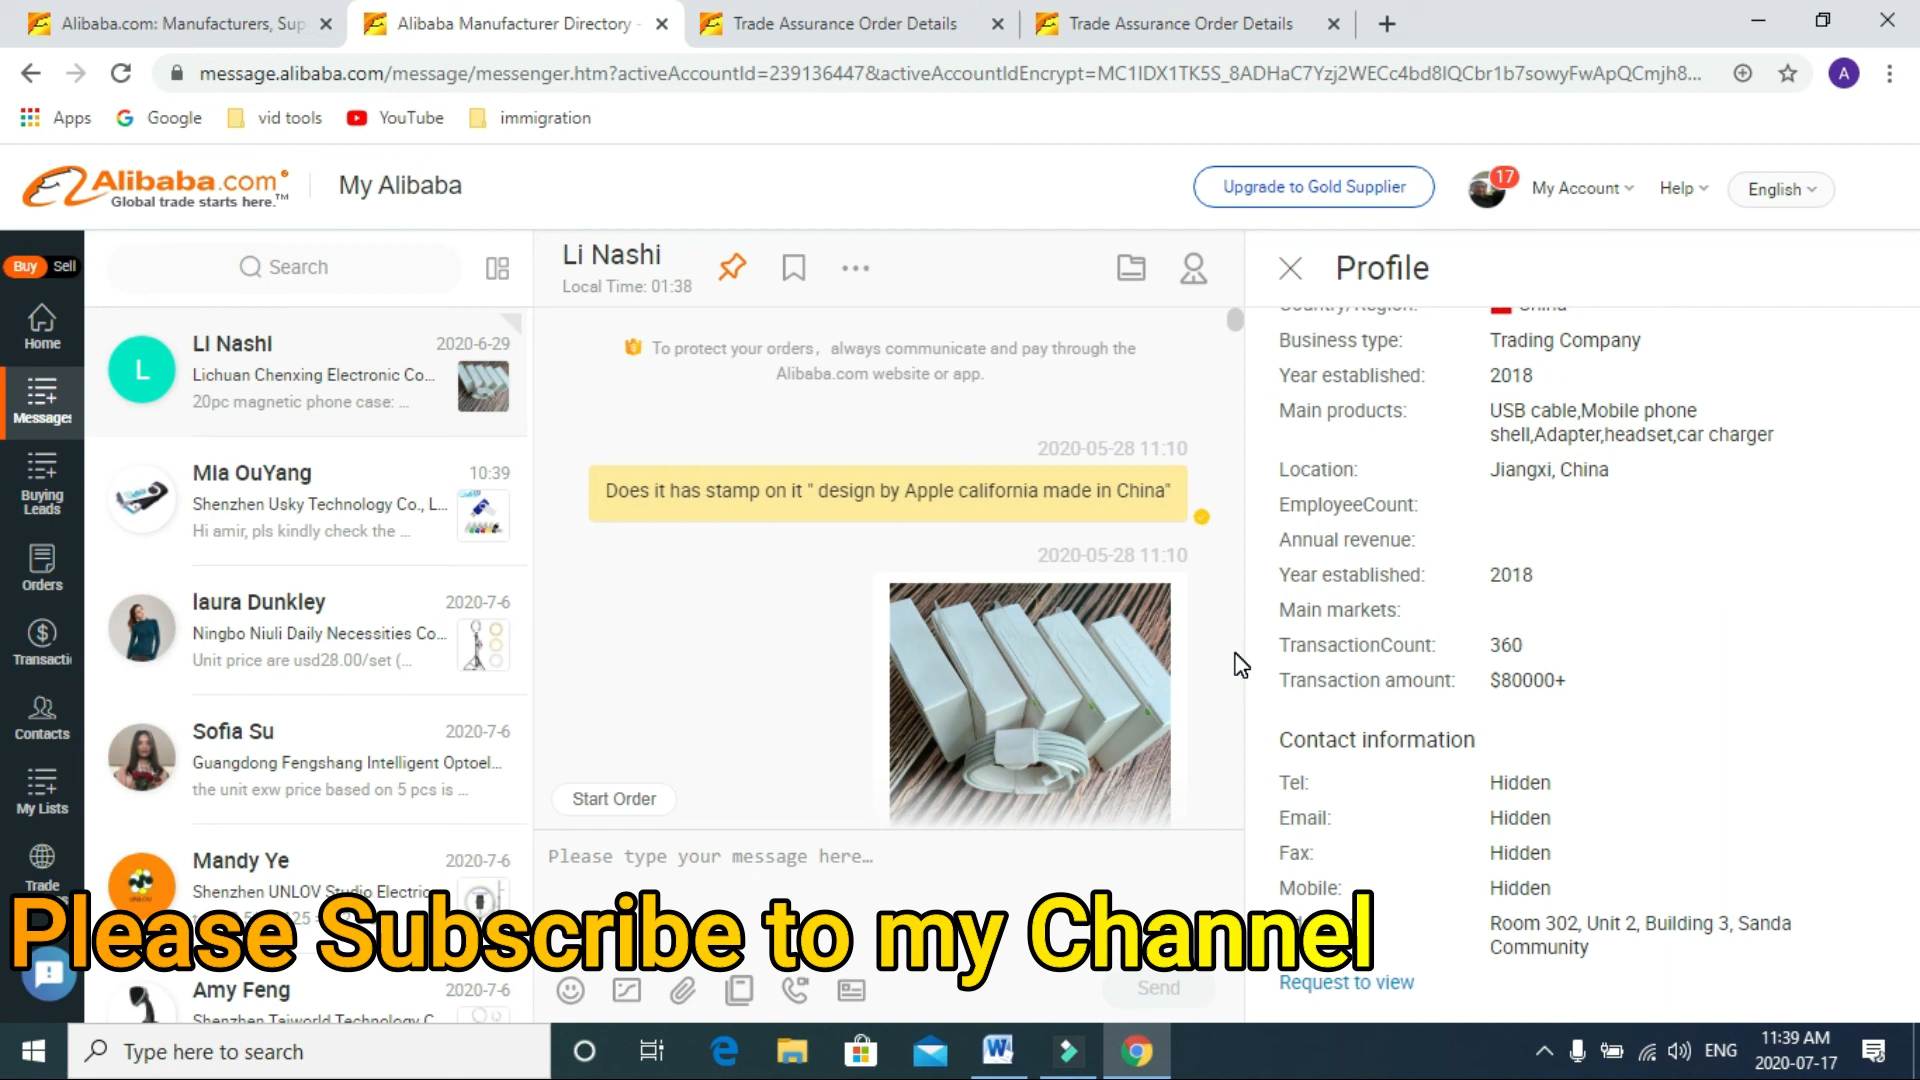 Alibaba.com: Manufacturers, Sup
Alibaba Manufacturer Directory -
Trade Assurance Order Details
Trade Assurance Order Details
message.alibaba.com/message/messenger.htm?activeAccountId=239136447&activeAccountIdEncrypt=MC1IDX1TK5S_8ADHaC7Yzj2WECc4bd8IQCbr1b7sowyFwApQCmjh8...
A
Apps
Google
vid tools
YouTube
immigration
Alibaba.com
Global trade starts here.™
My Alibaba
Upgrade to Gold Supplier
17
My Account
Help
English
Buy Sell
Home
Messages
Buying
Leads
Orders
Transacti
Contacts
My Lists
Trade
Search
L
LI NashI
2020-6-29
Lichuan Chenxing Electronic Co...
20pc magnetic phone case: ...
MIa OuYang
10:39
Shenzhen Usky Technology Co., L...
Hi amir, pls kindly check the ...
laura Dunkley
2020-7-6
Ningbo Niuli Daily Necessities Co...
Unit price are usd28.00/set (...
Sofia Su
2020-7-6
Guangdong Fengshang Intelligent Optoel...
the unit exw price based on 5 pcs is ...
Mandy Ye
2020-7-6
Shenzhen UNLOV Studio Electric
Amy Feng
2020-7-6
Shenzhen Taiworld Technology C
Li Nashi
Local Time: 01:38
To protect your orders, always communicate and pay through the
Alibaba.com website or app.
2020-05-28 11:10
Does it has stamp on it " design by Apple california made in China"
2020-05-28 11:10
Start Order
Please type your message here...
Send
Profile
Country/Region:
China
Business type:
Trading Company
Year established:
2018
Main products:
USB cable,Mobile phone
shell,Adapter,headset,car charger
Location:
Jiangxi, China
EmployeeCount:
Annual revenue:
Year established:
2018
Main markets:
TransactionCount:
360
Transaction amount:
$80000+
Contact information
Tel:
Hidden
Email:
Hidden
Fax:
Hidden
Mobile:
Hidden
Room 302, Unit 2, Building 3, Sanda
Community
Request to view
Please Subscribe to my Channel
Type here to search
ENG
11:39 AM
2020-07-17